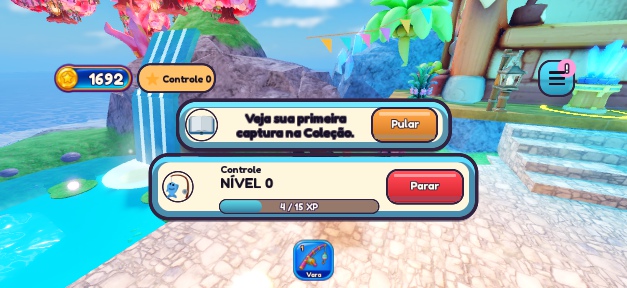 1692
Controle 0
!
Veja sua primeira
captura na Coleção.
Pular
Controle
NÍVEL 0
4 / 15 XP
Parar
1
Vara